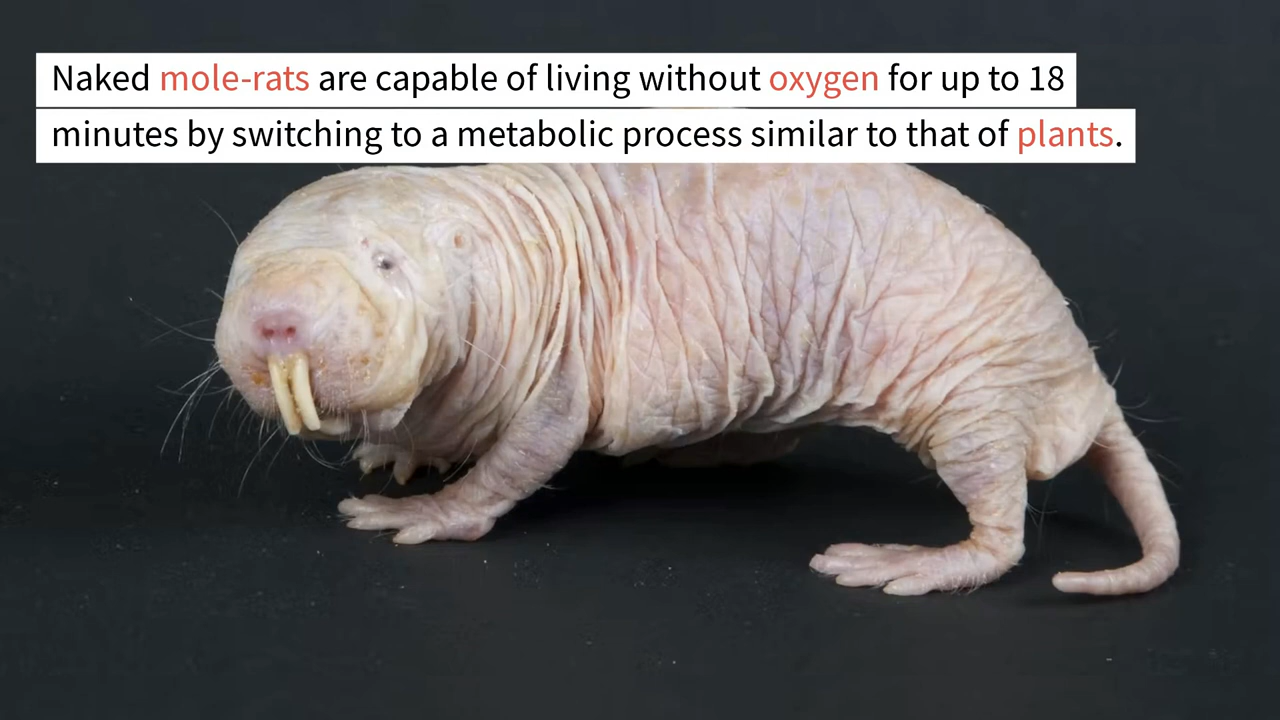 Naked mole-rats are capable of living without oxygen for up to 18
minutes by switching to a metabolic process similar to that of plants.